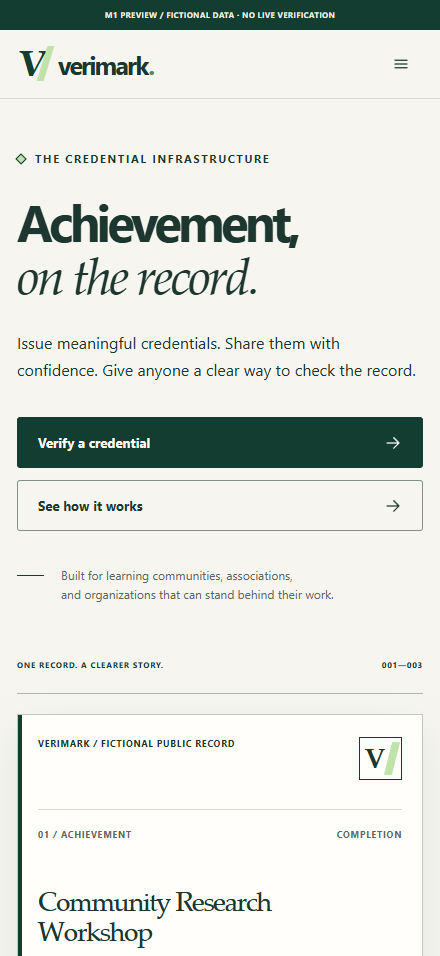 M1 PREVIEW / FICTIONAL DATA · NO LIVE VERIFICATION
V verimark.
THE CREDENTIAL INFRASTRUCTURE
Achievement,
on the record.
Issue meaningful credentials. Share them with
confidence. Give anyone a clear way to check the record.
Verify a credential →
See how it works →
Built for learning communities, associations,
and organizations that can stand behind their work.
ONE RECORD. A CLEARER STORY. 001—003
VERIMARK / FICTIONAL PUBLIC RECORD V
01 / ACHIEVEMENT COMPLETION
Community Research
Workshop